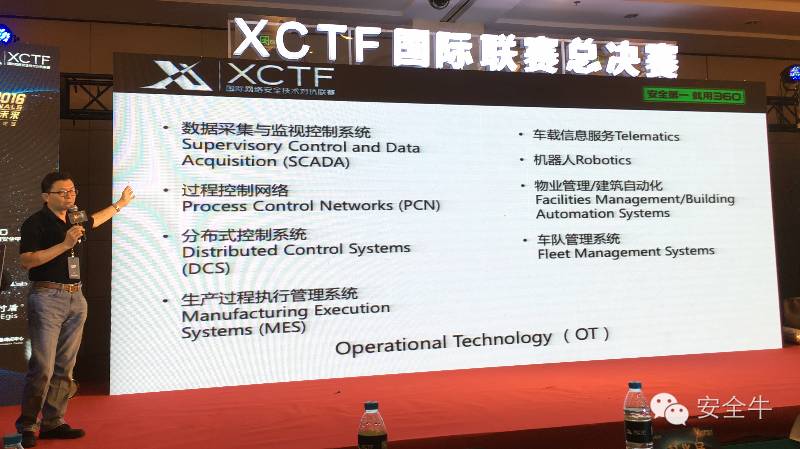 XCTF国际联赛总决赛
XCTF
2016
FINALS
未来
XCTF
国际网络安全技术对抗联赛
安全第一 就用360
• 数据采集与监视控制系统
Supervisory Control and Data
Acquisition (SCADA)
• 过程控制网络
Process Control Networks (PCN)
• 分布式控制系统
Distributed Control Systems
(DCS)
• 生产过程执行管理系统
Manufacturing Execution
Systems (MES)
• 车载信息服务Telematics
• 机器人Robotics
• 物业管理/建筑自动化
Facilities Management/Building
Automation Systems
• 车队管理系统
Fleet Management Systems
Operational Technology （OT）
Egis
安全牛